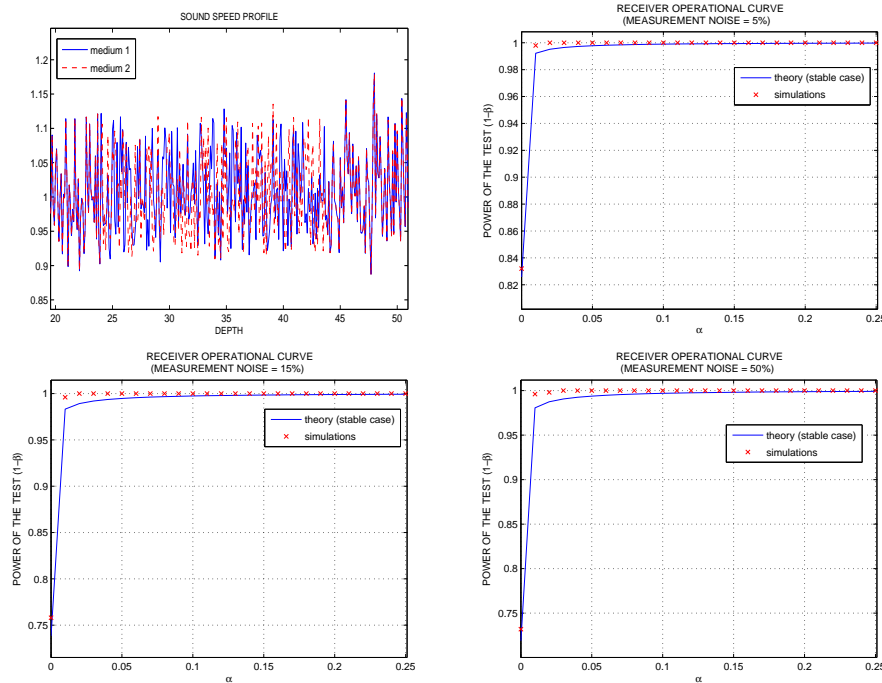 SOUND SPEED PROFILE
1.2
1.15
1.1
1.05
1
0.95
0.9
0.85
medium 1
medium 2
20
25
30
35
40
45
50
DEPTH
RECEIVER OPERATIONAL CURVE
(MEASUREMENT NOISE = 5%)
POWER OF THE TEST (1−β)
1
0.98
0.96
0.94
0.92
0.9
0.88
0.86
0.84
0.82
theory (stable case)
simulations
0
0.05
0.1
0.15
0.2
0.25
α
RECEIVER OPERATIONAL CURVE
(MEASUREMENT NOISE = 15%)
POWER OF THE TEST (1−β)
1
0.95
0.9
0.85
0.8
0.75
theory (stable case)
simulations
0
0.05
0.1
0.15
0.2
0.25
α
RECEIVER OPERATIONAL CURVE
(MEASUREMENT NOISE = 50%)
POWER OF THE TEST (1−β)
1
0.95
0.9
0.85
0.8
0.75
theory (stable case)
simulations
0
0.05
0.1
0.15
0.2
0.25
α